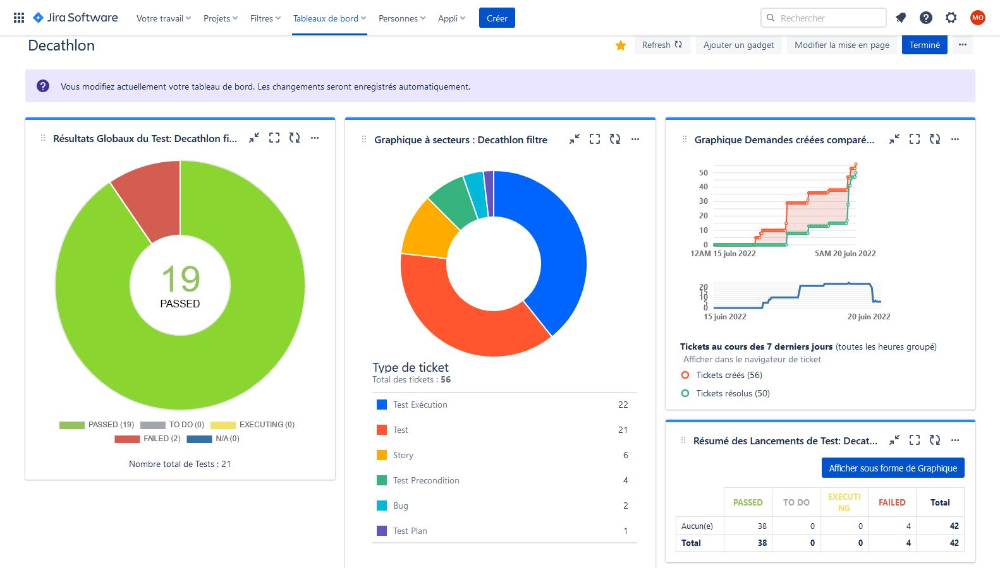 Jira Software Votre travail Projets Filtres Tableaux de bord Personnes Appli Créer Rechercher MO
Decathlon
Refresh Ajouter un gadget Modifier la mise en page Terminé
Vous modifiez actuellement votre tableau de bord. Les changements seront enregistrés automatiquement.
Résultats Globaux du Test: Decathlon fi...
19
PASSED
PASSED (19) TO DO (0) EXECUTING (0)
FAILED (2) N/A (0)
Nombre total de Tests : 21
Graphique à secteurs : Decathlon filtre
Type de ticket
Total des tickets : 56
Test Exécution 22
Test 21
Story 6
Test Precondition 4
Bug 2
Test Plan 1
Graphique Demandes créées comparé...
50
40
30
20
10
0
12AM 15 juin 2022 5AM 20 juin 2022
20
15
10
5
0
15 juin 2022 20 juin 2022
Tickets au cours des 7 derniers jours (toutes les heures groupé)
Afficher dans le navigateur de ticket
Tickets créés (56)
Tickets résolus (50)
Résumé des Lancements de Test: Decat...
Afficher sous forme de Graphique
PASSED TO DO EXECUTI
NG FAILED Total
Aucun(e) 38 0 0 4 42
Total 38 0 0 4 42